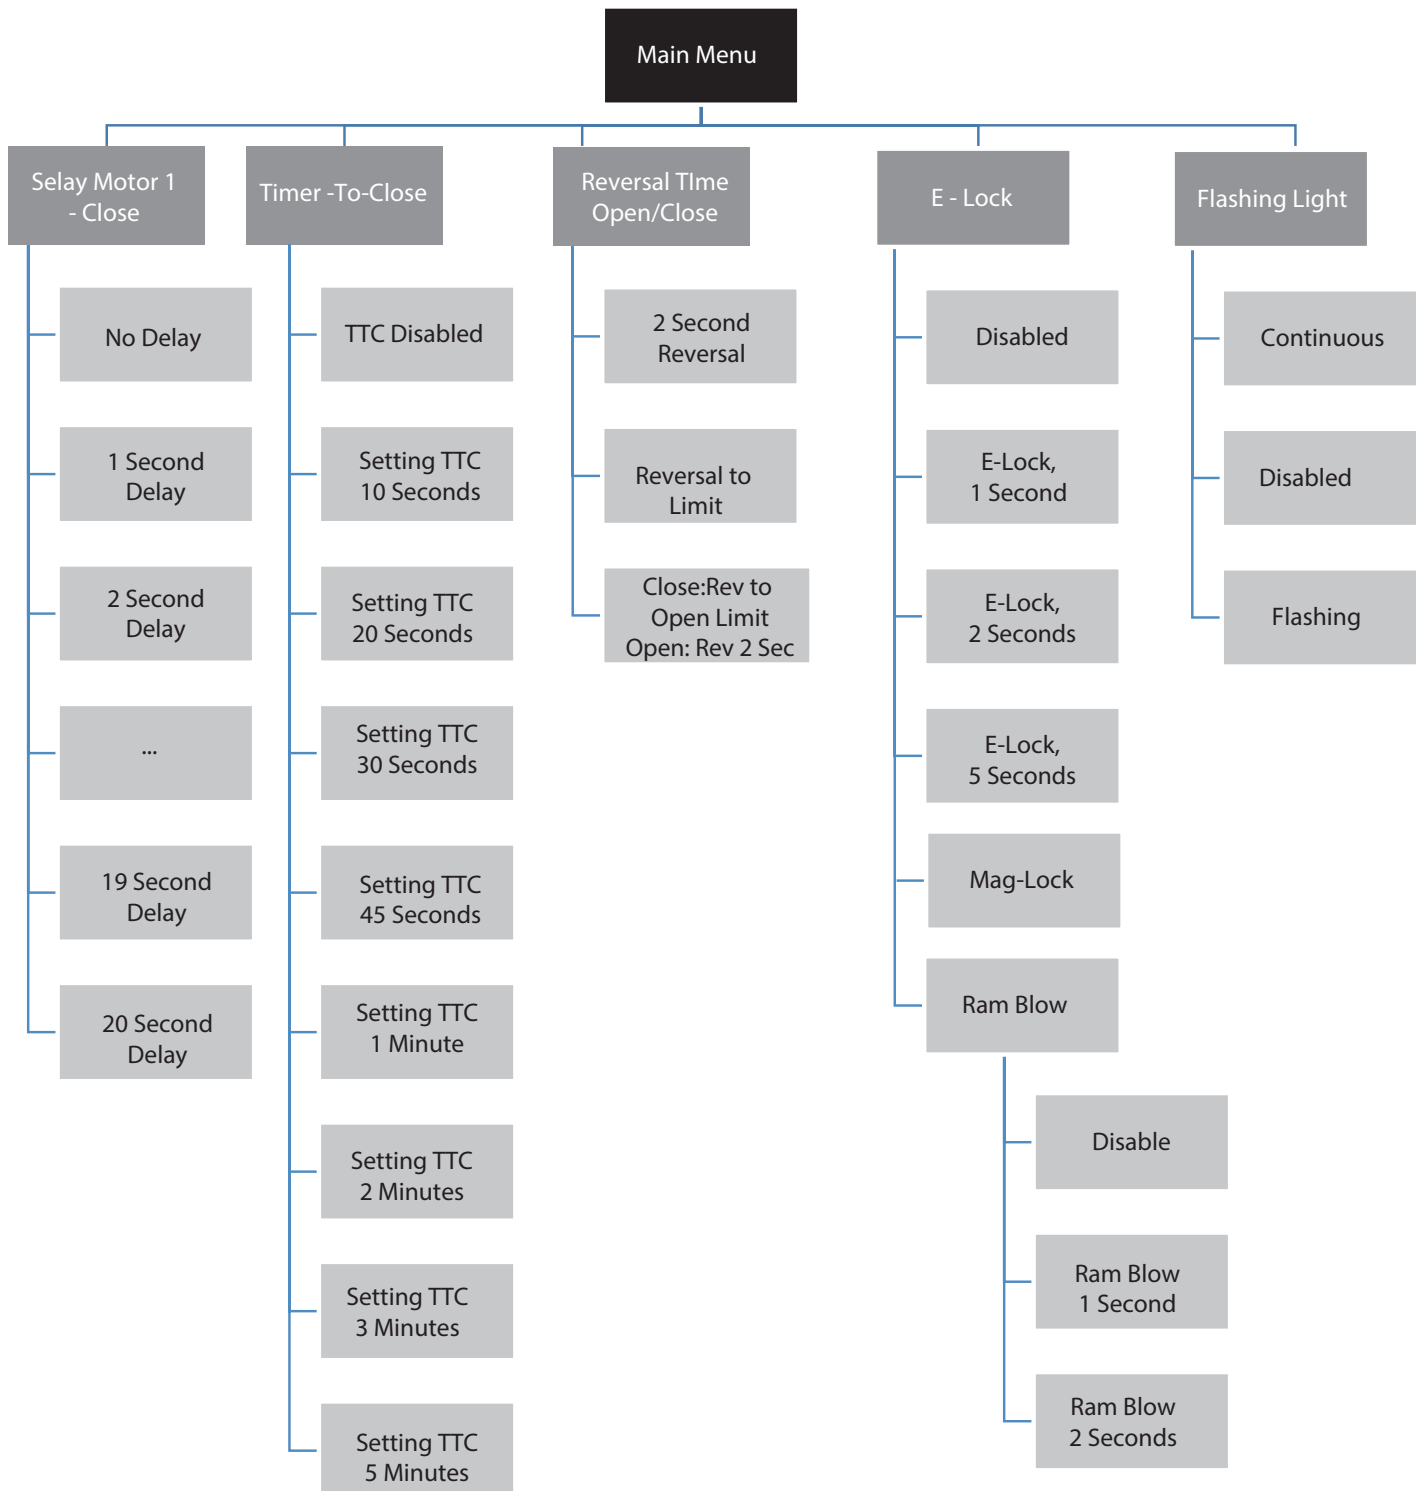 Main Menu
Selay Motor 1
- Close
No Delay
1 Second
Delay
2 Second
Delay
...
19 Second
Delay
20 Second
Delay
Timer -To-Close
TTC Disabled
Setting TTC
10 Seconds
Setting TTC
20 Seconds
Setting TTC
30 Seconds
Setting TTC
45 Seconds
Setting TTC
1 Minute
Setting TTC
2 Minutes
Setting TTC
3 Minutes
Setting TTC
5 Minutes
Reversal TIme
Open/Close
2 Second
Reversal
Reversal to
Limit
Close:Rev to
Open Limit
Open: Rev 2 Sec
E - Lock
Disabled
E-Lock,
1 Second
E-Lock,
2 Seconds
E-Lock,
5 Seconds
Mag-Lock
Ram Blow
Disable
Ram Blow
1 Second
Ram Blow
2 Seconds
Flashing Light
Continuous
Disabled
Flashing